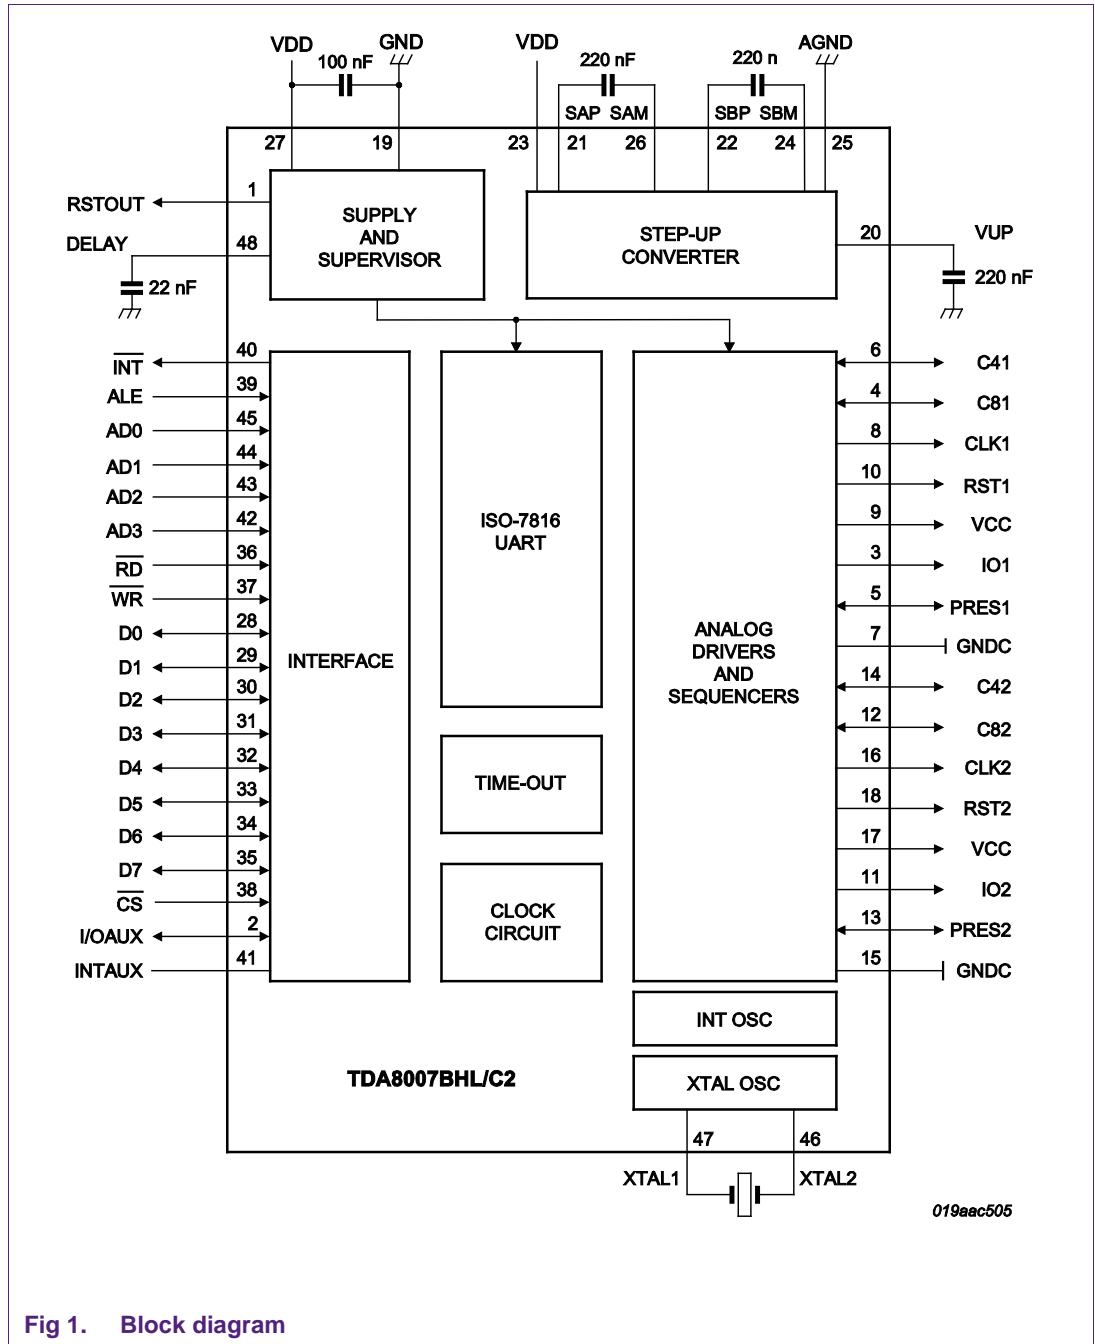 VDD GND VDD AGND
100 nF 220 nF 220 n
SAP SAM SBP SBM
27 19 23 21 26 22 24 25
RSTOUT 1
DELAY 48
22 nF
SUPPLY
AND
SUPERVISOR
STEP-UP
CONVERTER
20 VUP
220 nF
INT 40
ALE 39
AD0 45
AD1 44
AD2 43
AD3 42
RD 36
WR 37
D0 28
D1 29
D2 30
D3 31
D4 32
D5 33
D6 34
D7 35
CS 38
I/OAUX 2
INTAUX 41
INTERFACE
ISO-7816
UART
TIME-OUT
CLOCK
CIRCUIT
ANALOG
DRIVERS
AND
SEQUENCERS
6 C41
4 C81
8 CLK1
10 RST1
9 VCC
3 IO1
5 PRES1
7 GNDC
14 C42
12 C82
16 CLK2
18 RST2
17 VCC
11 IO2
13 PRES2
15 GNDC
INT OSC
XTAL OSC
TDA8007BHL/C2
47 46
XTAL1 XTAL2
019aac505
Fig 1. Block diagram